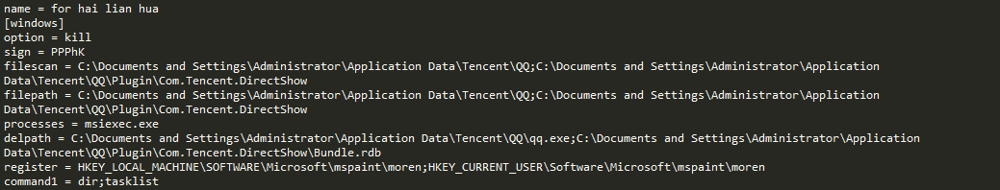 name = for hai lian hua
[windows]
option = kill
sign = PPPhK
filescan = C:\Documents and Settings\Administrator\Application Data\Tencent\QQ;C:\Documents and Settings\Administrator\Application
Data\Tencent\QQ\Plugin\Com.Tencent.DirectShow
filepath = C:\Documents and Settings\Administrator\Application Data\Tencent\QQ;C:\Documents and Settings\Administrator\Application
Data\Tencent\QQ\Plugin\Com.Tencent.DirectShow
processes = msiexec.exe
delpath = C:\Documents and Settings\Administrator\Application Data\Tencent\QQ\qq.exe;C:\Documents and Settings\Administrator\Application
Data\Tencent\QQ\Plugin\Com.Tencent.DirectShow\Bundle.rdb
register = HKEY_LOCAL_MACHINE\SOFTWARE\Microsoft\mspaint\moren;HKEY_CURRENT_USER\Software\Microsoft\mspaint\moren
command1 = dir;tasklist